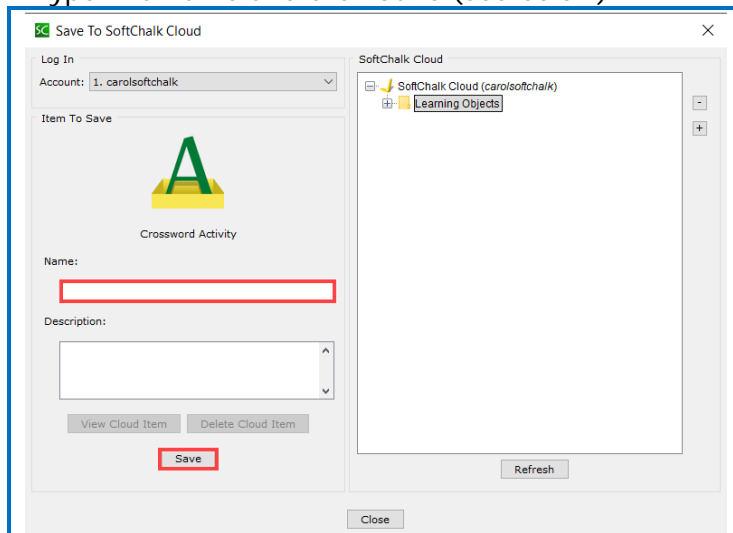 Save To SoftChalk Cloud
Log In
Account: 1. carolsoftchalk
Item To Save
Crossword Activity
Name:
Description:
View Cloud Item Delete Cloud Item
Save
SoftChalk Cloud
SoftChalk Cloud (carolsoftchalk)
Learning Objects
-
+
Refresh
Close